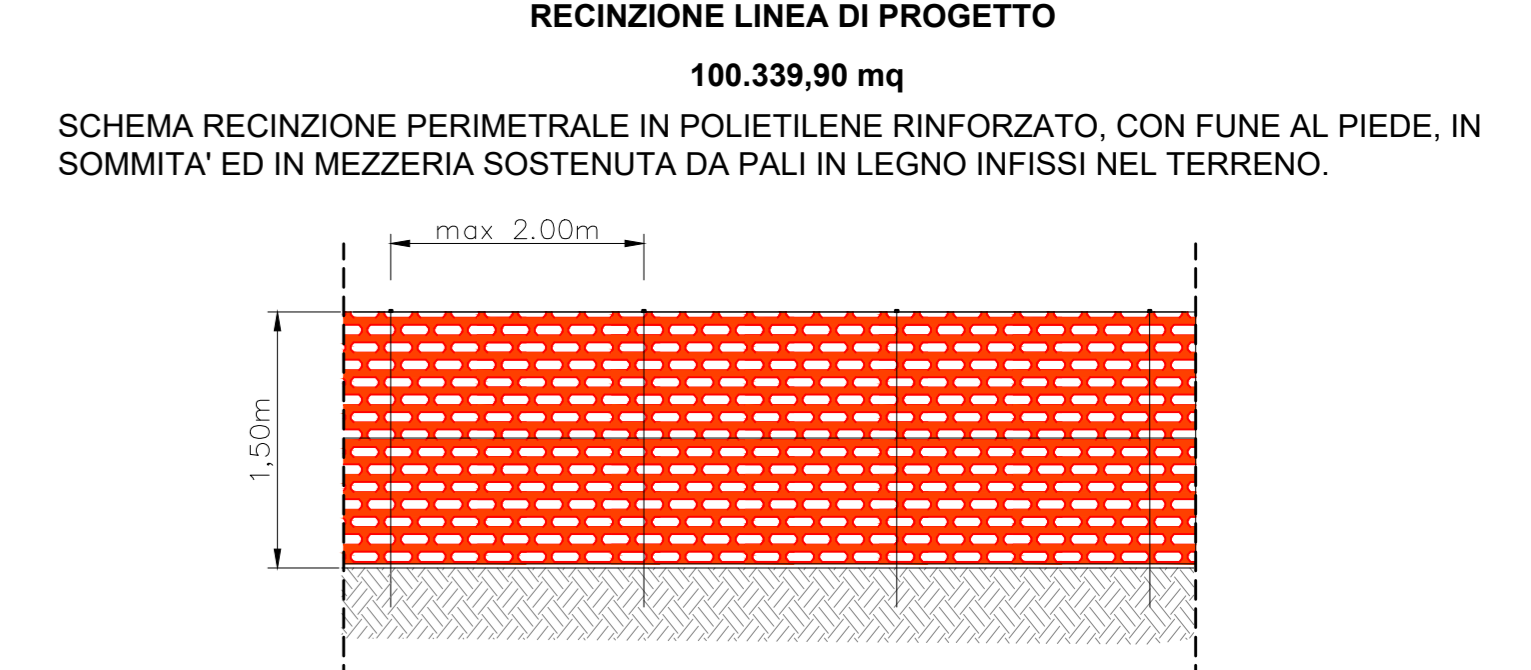 RECINZIONE LINEA DI PROGETTO
100.339,90 mq
SCHEMA RECINZIONE PERIMETRALE IN POLIETILENE RINFORZATO, CON FUNE AL PIEDE, IN
SOMMITA' ED IN MEZZERIA SOSTENUTA DA PALI IN LEGNO INFISSI NEL TERRENO.
max 2.00m
1,50m